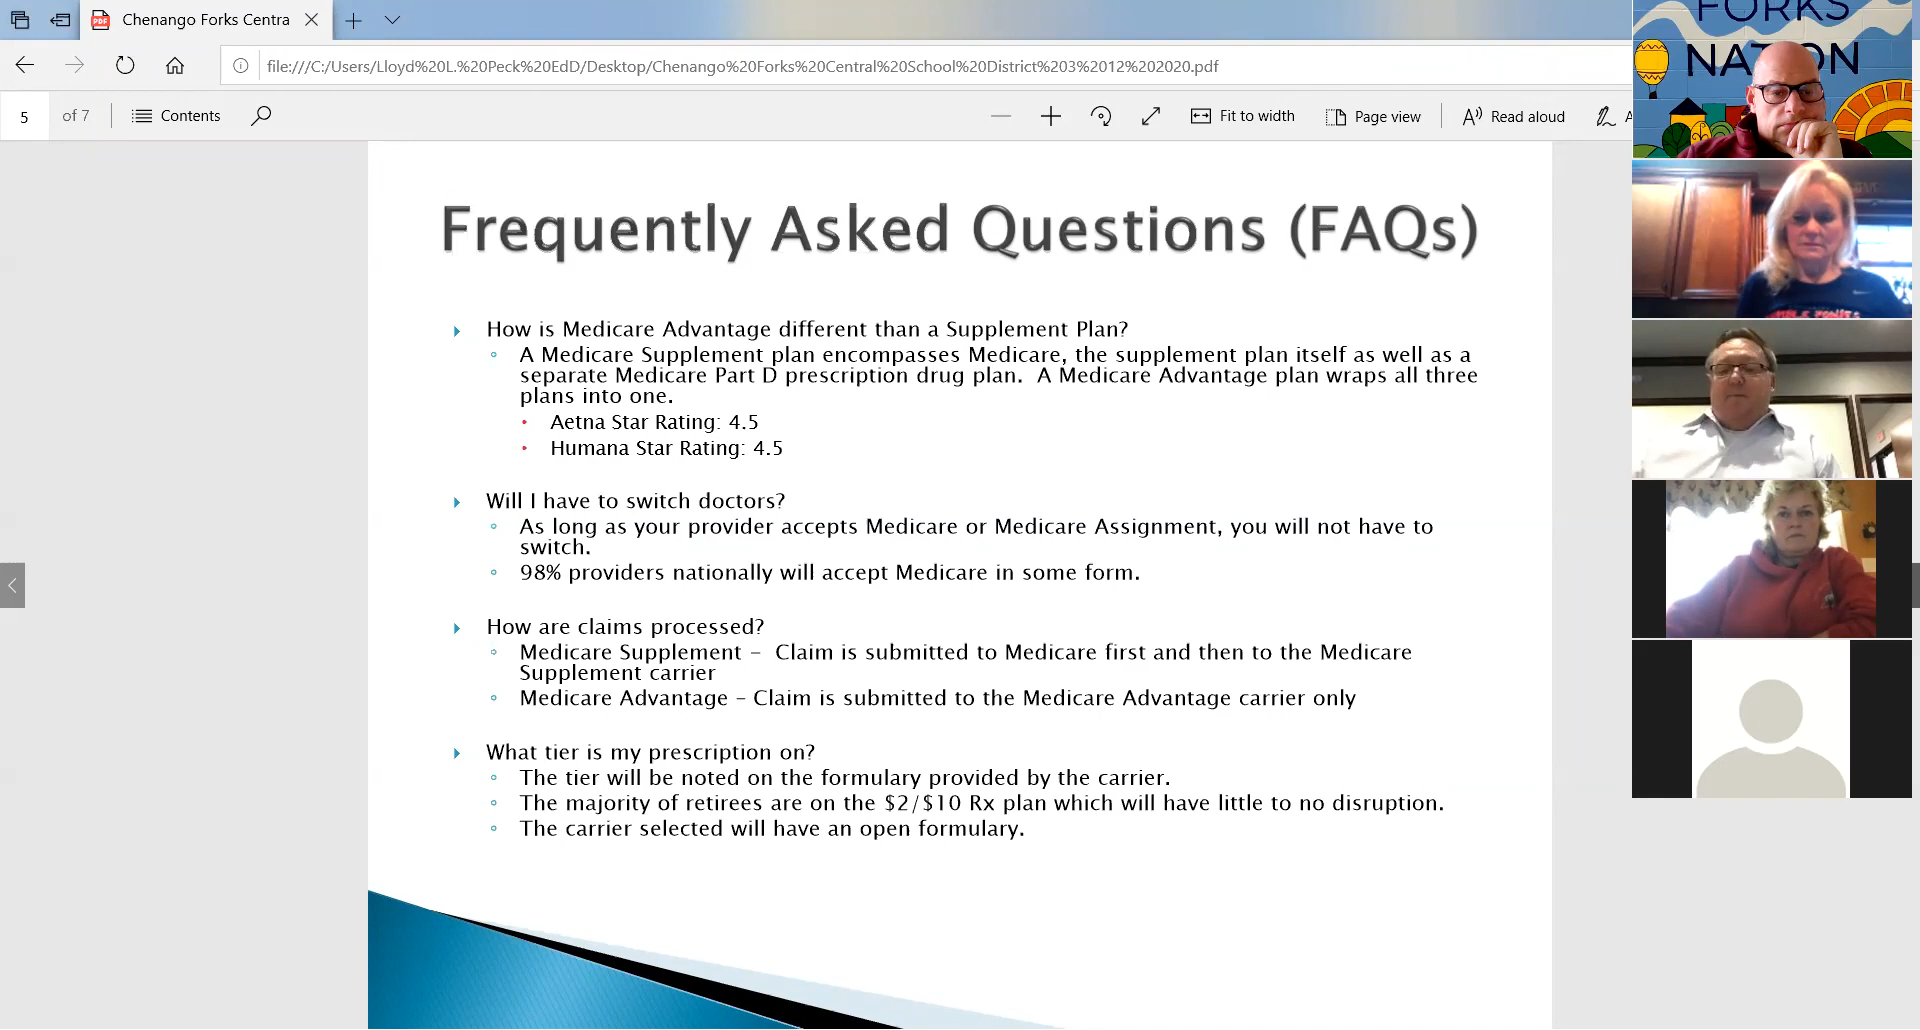 Chenango Forks Centra
file:///C:/Users/Lloyd%20L.%20Peck%20EdD/Desktop/Chenango%20Forks%20Central%20School%20District%203%2012%202020.pdf
5 of 7 Contents Fit to width Page view Read aloud A
FORKS
NATION
Frequently Asked Questions (FAQs)
How is Medicare Advantage different than a Supplement Plan?
A Medicare Supplement plan encompasses Medicare, the supplement plan itself as well as a
separate Medicare Part D prescription drug plan. A Medicare Advantage plan wraps all three
plans into one.
Aetna Star Rating: 4.5
Humana Star Rating: 4.5
Will I have to switch doctors?
As long as your provider accepts Medicare or Medicare Assignment, you will not have to
switch.
98% providers nationally will accept Medicare in some form.
How are claims processed?
Medicare Supplement – Claim is submitted to Medicare first and then to the Medicare
Supplement carrier
Medicare Advantage – Claim is submitted to the Medicare Advantage carrier only
What tier is my prescription on?
The tier will be noted on the formulary provided by the carrier.
The majority of retirees are on the $2/$10 Rx plan which will have little to no disruption.
The carrier selected will have an open formulary.